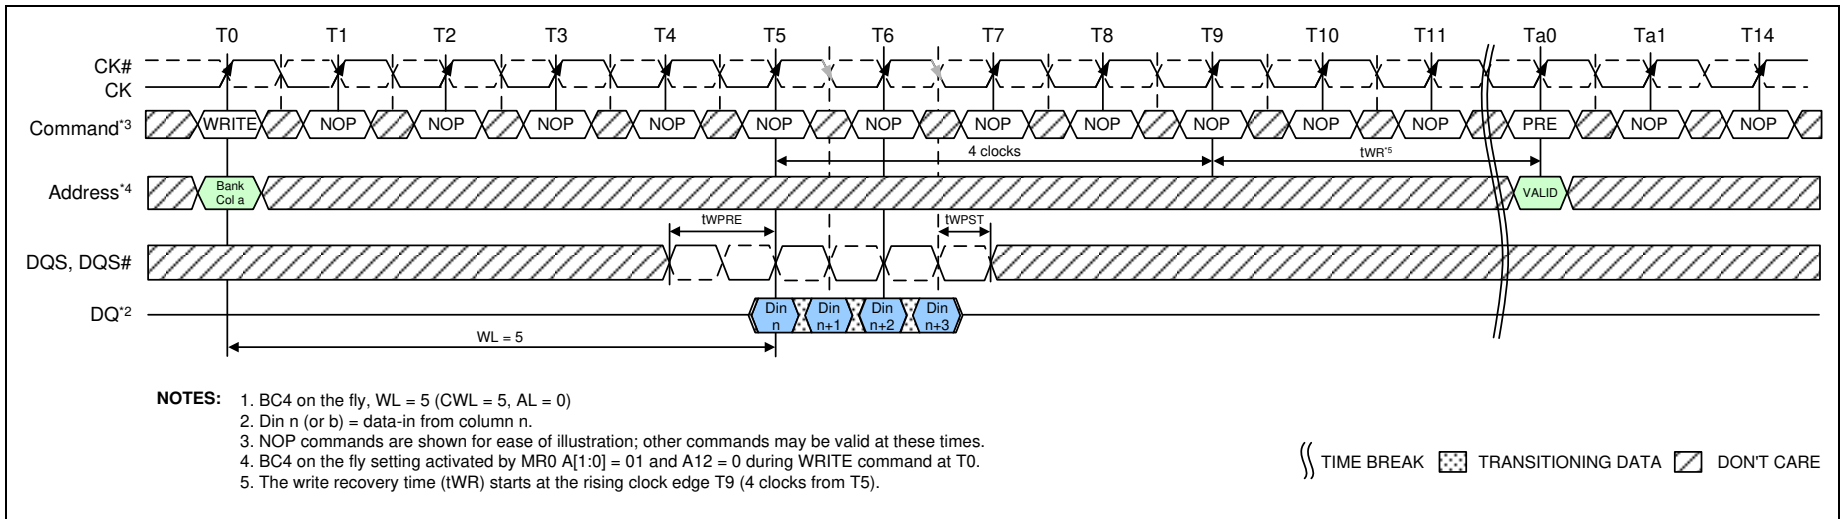 T0 T1 T2 T3 T4 T5 T6 T7 T8 T9 T10 T11 Ta0 Ta1 T14
CK#
CK
Command*3 WRITE NOP NOP NOP NOP NOP NOP NOP NOP NOP NOP NOP PRE NOP NOP
4 clocks tWR*5
Address*4 Bank Col a VALID
tWPRE tWPST
DQS, DQS#
DQ*2 Din n Din n+1 Din n+2 Din n+3
WL = 5
NOTES: 1. BC4 on the fly, WL = 5 (CWL = 5, AL = 0)
2. Din n (or b) = data-in from column n.
3. NOP commands are shown for ease of illustration; other commands may be valid at these times.
4. BC4 on the fly setting activated by MR0 A[1:0] = 01 and A12 = 0 during WRITE command at T0.
5. The write recovery time (tWR) starts at the rising clock edge T9 (4 clocks from T5).
TIME BREAK TRANSITIONING DATA DON'T CARE